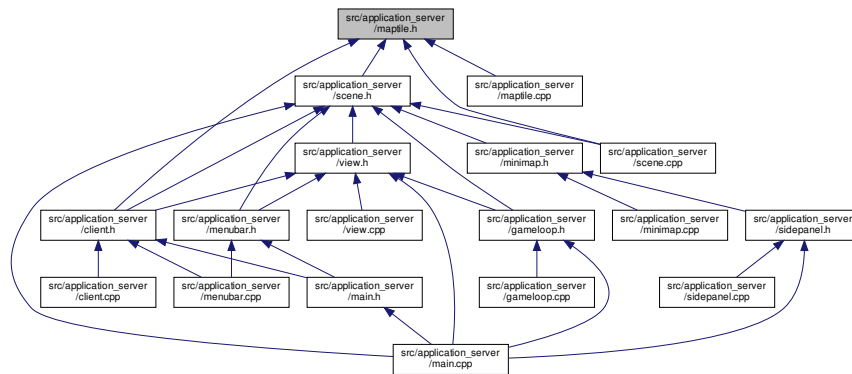 src/application_server
/maptile.h
src/application_server
/scene.h
src/application_server
/maptile.cpp
src/application_server
/view.h
src/application_server
/minimap.h
src/application_server
/scene.cpp
src/application_server
/client.h
src/application_server
/menubar.h
src/application_server
/view.cpp
src/application_server
/gameloop.h
src/application_server
/minimap.cpp
src/application_server
/sidepanel.h
src/application_server
/client.cpp
src/application_server
/menubar.cpp
src/application_server
/main.h
src/application_server
/gameloop.cpp
src/application_server
/sidepanel.cpp
src/application_server
/main.cpp